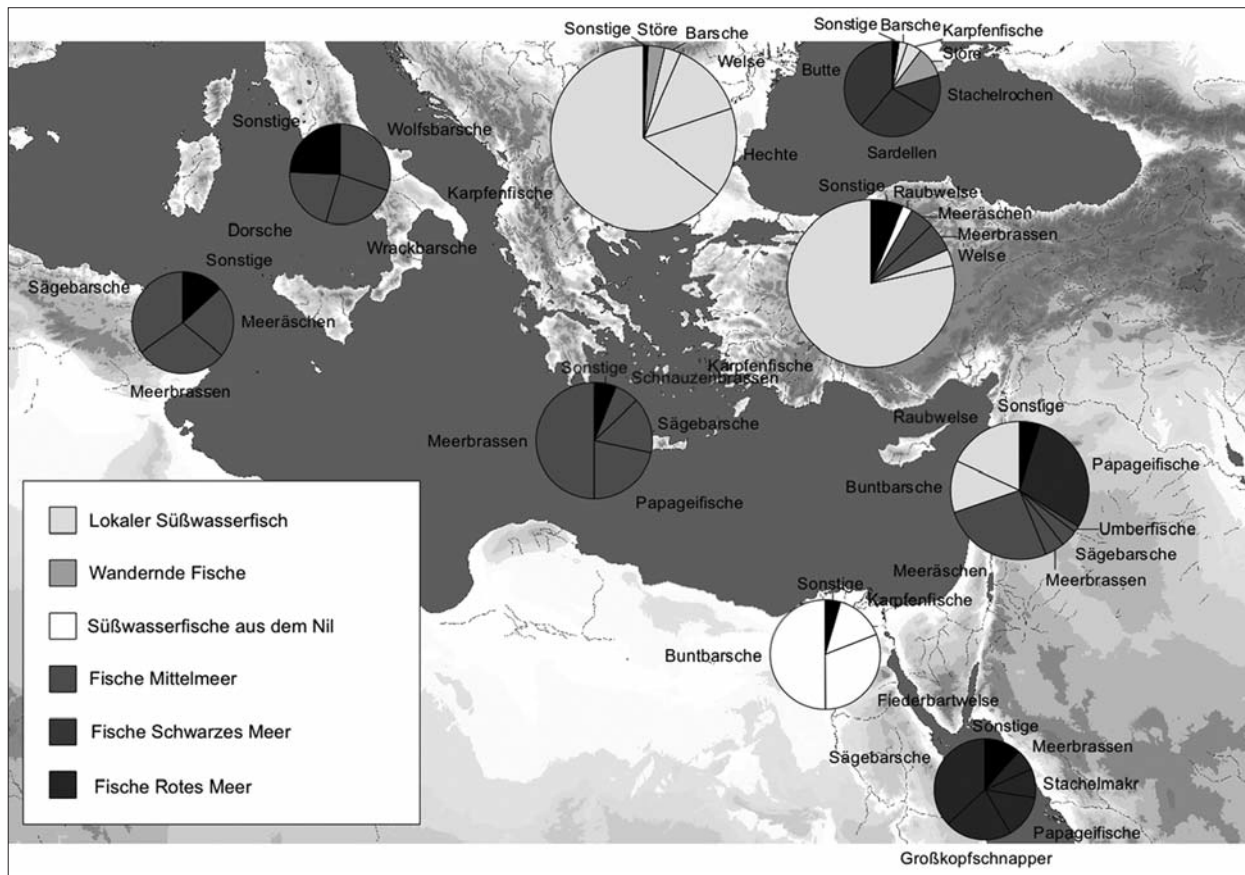 Sonstige Störe
Barsche
Welse
Hechte
Karpfenfische
Sonstige Barsche
Karpfenfische
Störe
Butte
Stachelrochen
Sardellen
Sonstige
Wolfsbarsche
Dorsche
Wrackbarsche
Sonstige
Raubwelse
Meeräschen
Meerbrassen
Welse
Karpfenfische
Sonstige
Sägebarsche
Meeräschen
Meerbrassen
Sonstige
Schnauzenbrassen
Sägebarsche
Meerbrassen
Papageifische
Raubwelse
Sonstige
Papageifische
Buntbarsche
Umberfische
Sägebarsche
Meerbrassen
Meeräschen
Sonstige
Karpfenfische
Buntbarsche
Fiederbartwelse
Sonstige
Meerbrassen
Sägebarsche
Stachelmakr
Papageifische
Großkopfschnapper
Lokaler Süßwasserfisch
Wandernde Fische
Süßwasserfische aus dem Nil
Fische Mittelmeer
Fische Schwarzes Meer
Fische Rotes Meer